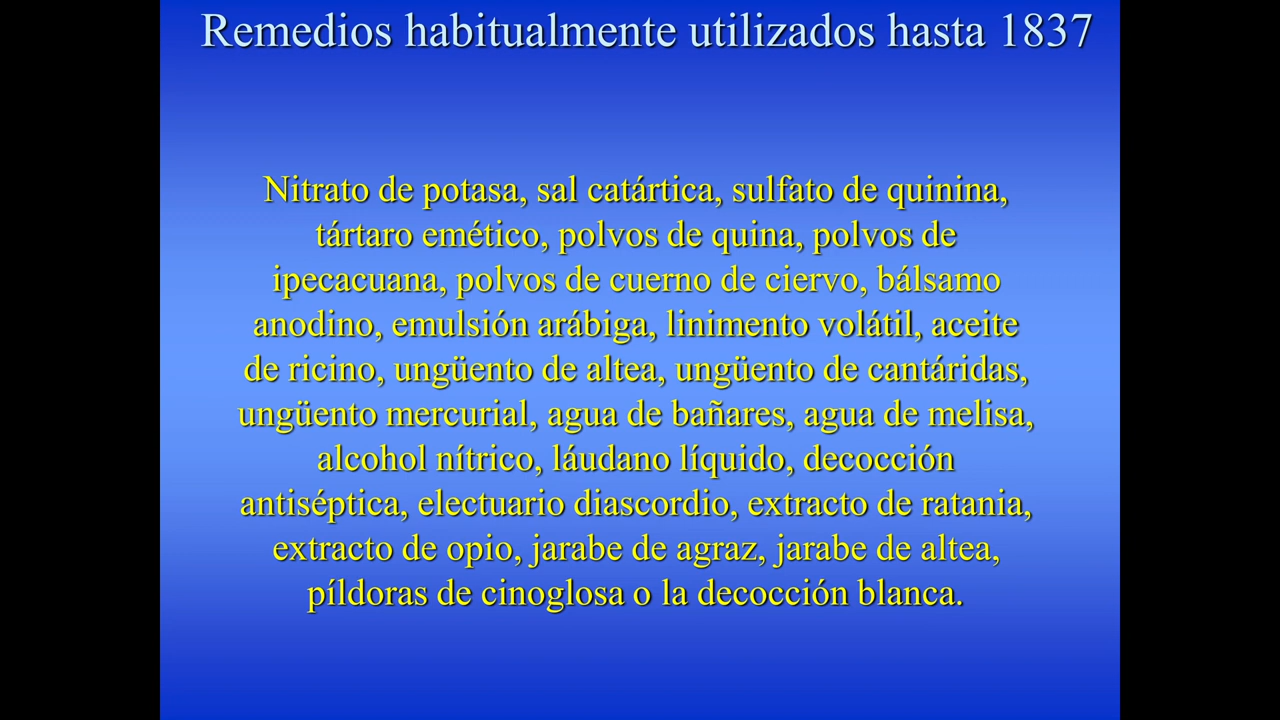 Remedios habitualmente utilizados hasta 1837
Nitrato de potasa, sal catártica, sulfato de quinina,
tártaro emético, polvos de quina, polvos de
ipecacuana, polvos de cuerno de ciervo, bálsamo
anodino, emulsión arábiga, linimento volátil, aceite
de ricino, ungüento de altea, ungüento de cantáridas,
ungüento mercurial, agua de bañares, agua de melisa,
alcohol nítrico, láudano líquido, decocción
antiséptica, electuario diascordio, extracto de ratania,
extracto de opio, jarabe de agraz, jarabe de altea,
píldoras de cinoglosa o la decocción blanca.